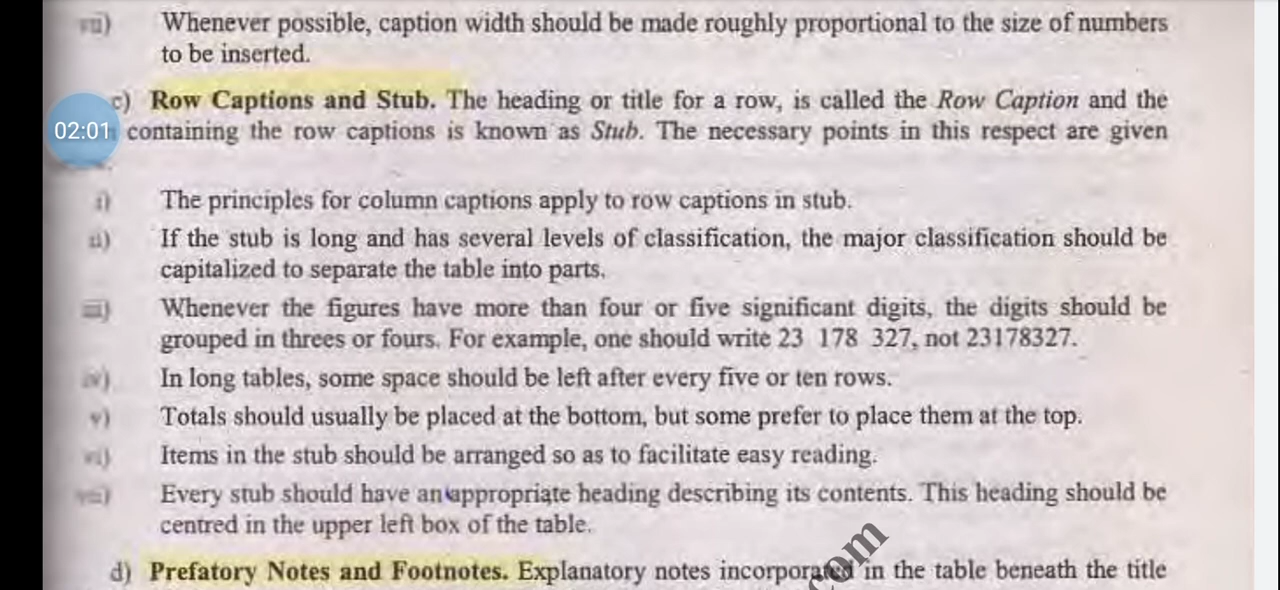 vii) Whenever possible, caption width should be made roughly proportional to the size of numbers
to be inserted.
c) Row Captions and Stub. The heading or title for a row, is called the Row Caption and the
02:01 containing the row captions is known as Stub. The necessary points in this respect are given
i) The principles for column captions apply to row captions in stub.
ii) If the stub is long and has several levels of classification, the major classification should be
capitalized to separate the table into parts.
iii) Whenever the figures have more than four or five significant digits, the digits should be
grouped in threes or fours. For example, one should write 23 178 327, not 23178327.
iv) In long tables, some space should be left after every five or ten rows.
v) Totals should usually be placed at the bottom, but some prefer to place them at the top.
vi) Items in the stub should be arranged so as to facilitate easy reading.
vii) Every stub should have an appropriate heading describing its contents. This heading should be
centred in the upper left box of the table.
.com
d) Prefatory Notes and Footnotes. Explanatory notes incorporated in the table beneath the title